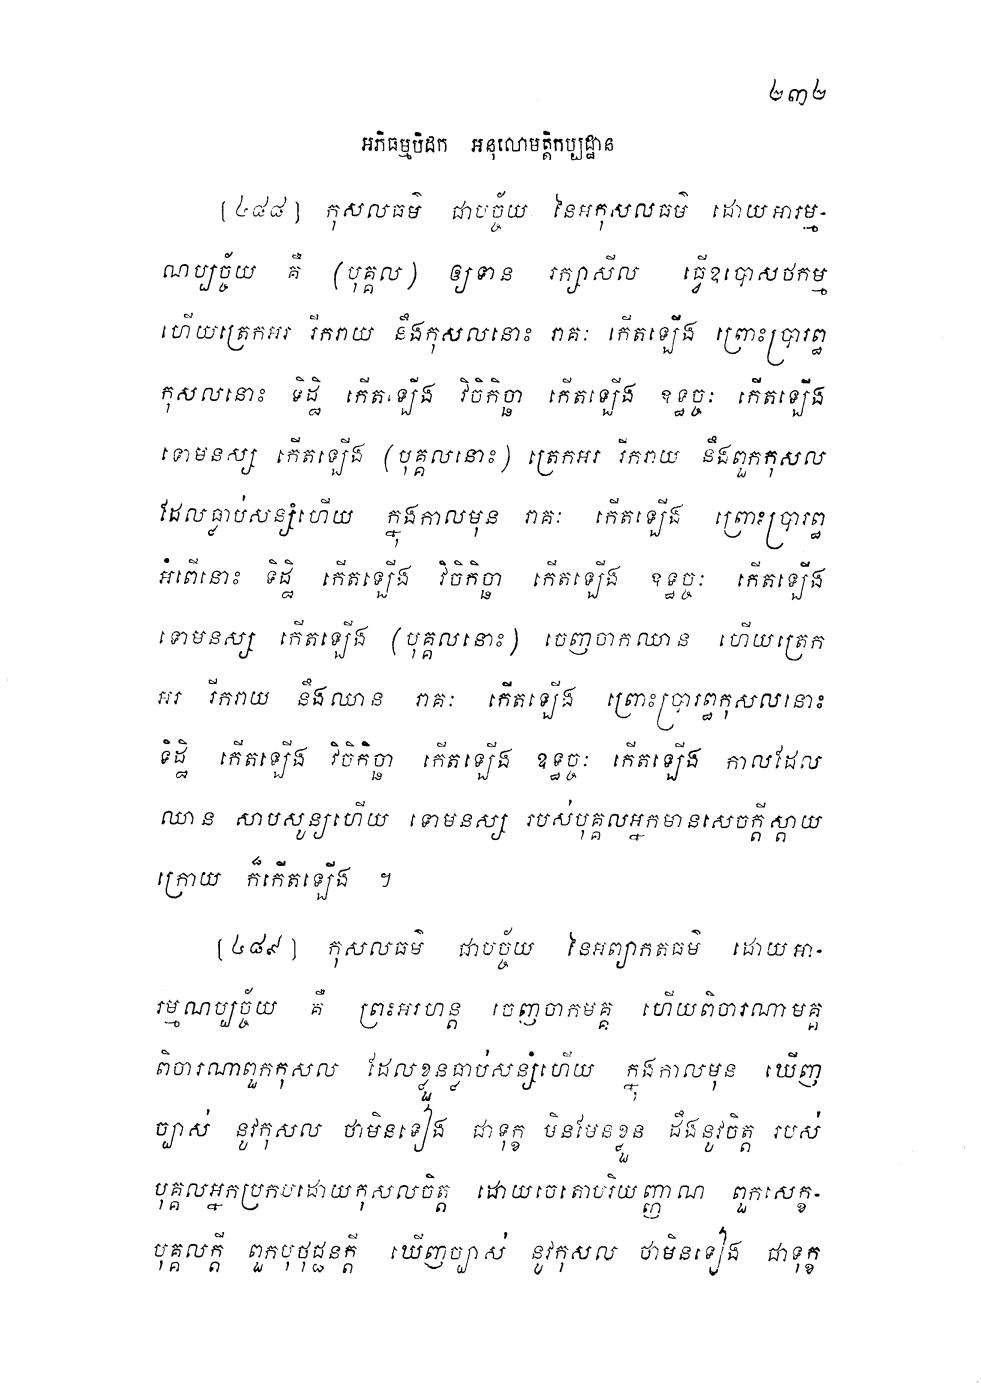 ២៣២
អភិធម្មបិដក អនុលោមត្តិកប្បដ្ឋាន
[៤៨៨] កុសលធម៌ ជាបច្ច័យ នៃអកុសលធម៌ ដោយអារម្ម-
ណប្បច្ច័យ គឺ (បុគ្គល) ឲ្យទាន រក្សាសីល ធ្វើឧបោសថកម្ម
ហើយត្រេកអរ រីករាយ នឹងកុសលនោះ រាគៈ កើតឡើង ព្រោះប្រារព្ធ
កុសលនោះ ទិដ្ឋិ កើតឡើង វិចិកិច្ឆា កើតឡើង ឧទ្ធច្ចៈ កើតឡើង
ទោមនស្ស កើតឡើង (បុគ្គលនោះ) ត្រេកអរ រីករាយ នឹងពួកកុសល
ដែលធ្លាប់សន្សំហើយ ក្នុងកាលមុន រាគៈ កើតឡើង ព្រោះប្រារព្ធ
អំពើនោះ ទិដ្ឋិ កើតឡើង វិចិកិច្ឆា កើតឡើង ឧទ្ធច្ចៈ កើតឡើង
ទោមនស្ស កើតឡើង (បុគ្គលនោះ) ចេញចាកឈាន ហើយត្រេក
អរ រីករាយ នឹងឈាន រាគៈ កើតឡើង ព្រោះប្រារព្ធកុសលនោះ
ទិដ្ឋិ កើតឡើង វិចិកិច្ឆា កើតឡើង ឧទ្ធច្ចៈ កើតឡើង កាលដែល
ឈាន សាបសូន្យហើយ ទោមនស្ស របស់បុគ្គលអ្នកមានសេចក្តីស្តាយ
ក្រោយ ក៏កើតឡើង ។
[៤៨៩] កុសលធម៌ ជាបច្ច័យ នៃអព្យាកតធម៌ ដោយអា-
រម្មណប្បច្ច័យ គឺ ព្រះអរហន្ត ចេញចាកមគ្គ ហើយពិចារណាមគ្គ
ពិចារណាពួកកុសល ដែលខ្លួនធ្លាប់សន្សំហើយ ក្នុងកាលមុន ឃើញ
ច្បាស់ នូវកុសល ថាមិនទៀង ជាទុក្ខ មិនមែនខ្លួន ដឹងនូវចិត្ត របស់
បុគ្គលអ្នកប្រកបដោយកុសលចិត្ត ដោយចេតោបរិយញ្ញាណ ពួកសេក្ខ-
បុគ្គលក្តី ពួកបុថុជ្ជនក្តី ឃើញច្បាស់ នូវកុសល ថាមិនទៀង ជាទុក្ខ